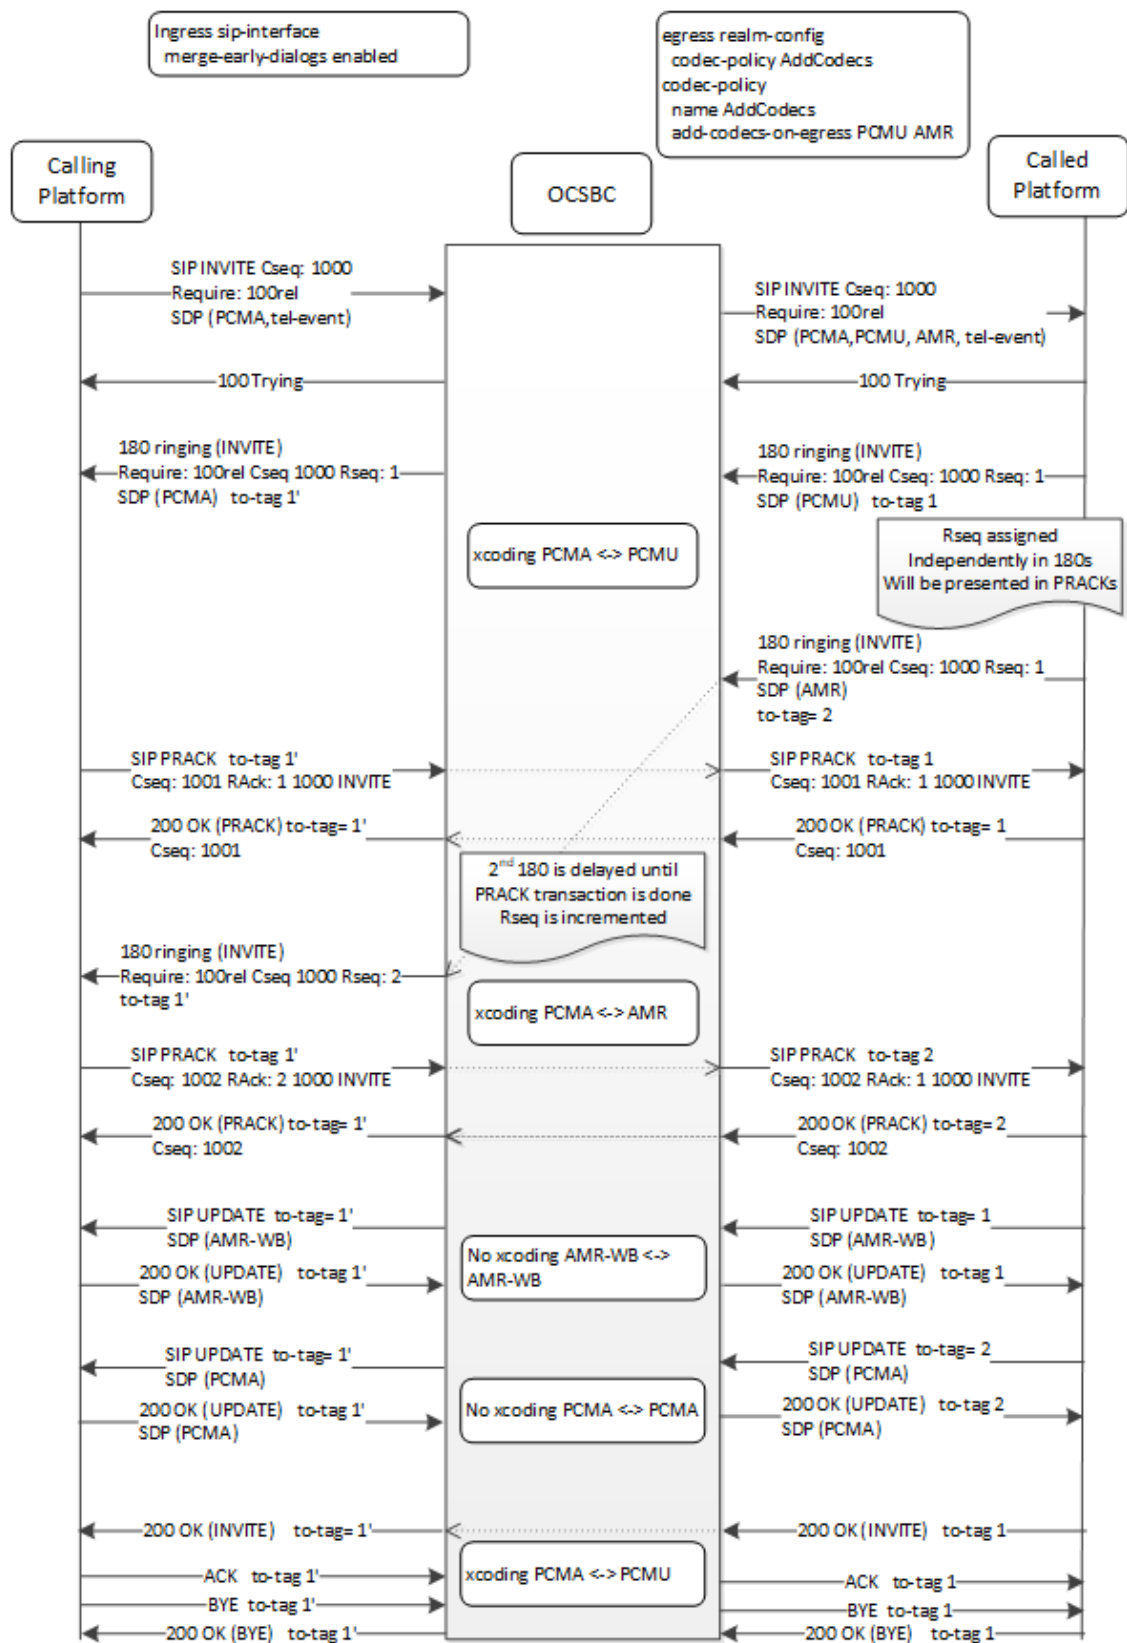 Ingress sip-interface
merge-early-dialogs enabled
egress realm-config
codec-policy AddCodecs
codec-policy
name AddCodecs
add-codecs-on-egress PCMU AMR
Calling
Platform
OCSBC
Called
Platform
SIP INVITE Cseq: 1000
Require: 100rel
SDP (PCMA,tel-event)
SIP INVITE Cseq: 1000
Require: 100rel
SDP (PCMA,PCMU, AMR, tel-event)
100 Trying
100 Trying
180 ringing (INVITE)
Require: 100rel Cseq 1000 Rseq: 1
SDP (PCMA) to-tag 1'
180 ringing (INVITE)
Require: 100rel Cseq: 1000 Rseq: 1
SDP (PCMU) to-tag 1
xcoding PCMA <-> PCMU
Rseq assigned
Independently in 180s
Will be presented in PRACKs
180 ringing (INVITE)
Require: 100rel Cseq: 1000 Rseq: 1
SDP (AMR)
to-tag= 2
SIP PRACK to-tag 1'
Cseq: 1001 RAck: 1 1000 INVITE
SIP PRACK to-tag 1
Cseq: 1001 RAck: 1 1000 INVITE
200 OK (PRACK) to-tag= 1'
Cseq: 1001
200 OK (PRACK) to-tag= 1
Cseq: 1001
2nd 180 is delayed until
PRACK transaction is done
Rseq is incremented
180 ringing (INVITE)
Require: 100rel Cseq 1000 Rseq: 2
to-tag 1'
xcoding PCMA <-> AMR
SIP PRACK to-tag 1'
Cseq: 1002 RAck: 2 1000 INVITE
SIP PRACK to-tag 2
Cseq: 1002 RAck: 1 1000 INVITE
200 OK (PRACK) to-tag= 1'
Cseq: 1002
200 OK (PRACK) to-tag= 2
Cseq: 1002
SIP UPDATE to-tag= 1'
SDP (AMR-WB)
SIP UPDATE to-tag= 1
SDP (AMR-WB)
No xcoding AMR-WB <->
AMR-WB
200 OK (UPDATE) to-tag 1'
SDP (AMR-WB)
200 OK (UPDATE) to-tag 1
SDP (AMR-WB)
SIP UPDATE to-tag= 1'
SDP (PCMA)
SIP UPDATE to-tag= 2
SDP (PCMA)
No xcoding PCMA <-> PCMA
200 OK (UPDATE) to-tag 1'
SDP (PCMA)
200 OK (UPDATE) to-tag 2
SDP (PCMA)
200 OK (INVITE) to-tag= 1'
200 OK (INVITE) to-tag 1
xcoding PCMA <-> PCMU
ACK to-tag 1'
ACK to-tag 1
BYE to-tag 1'
BYE to-tag 1
200 OK (BYE) to-tag 1'
200 OK (BYE) to-tag 1